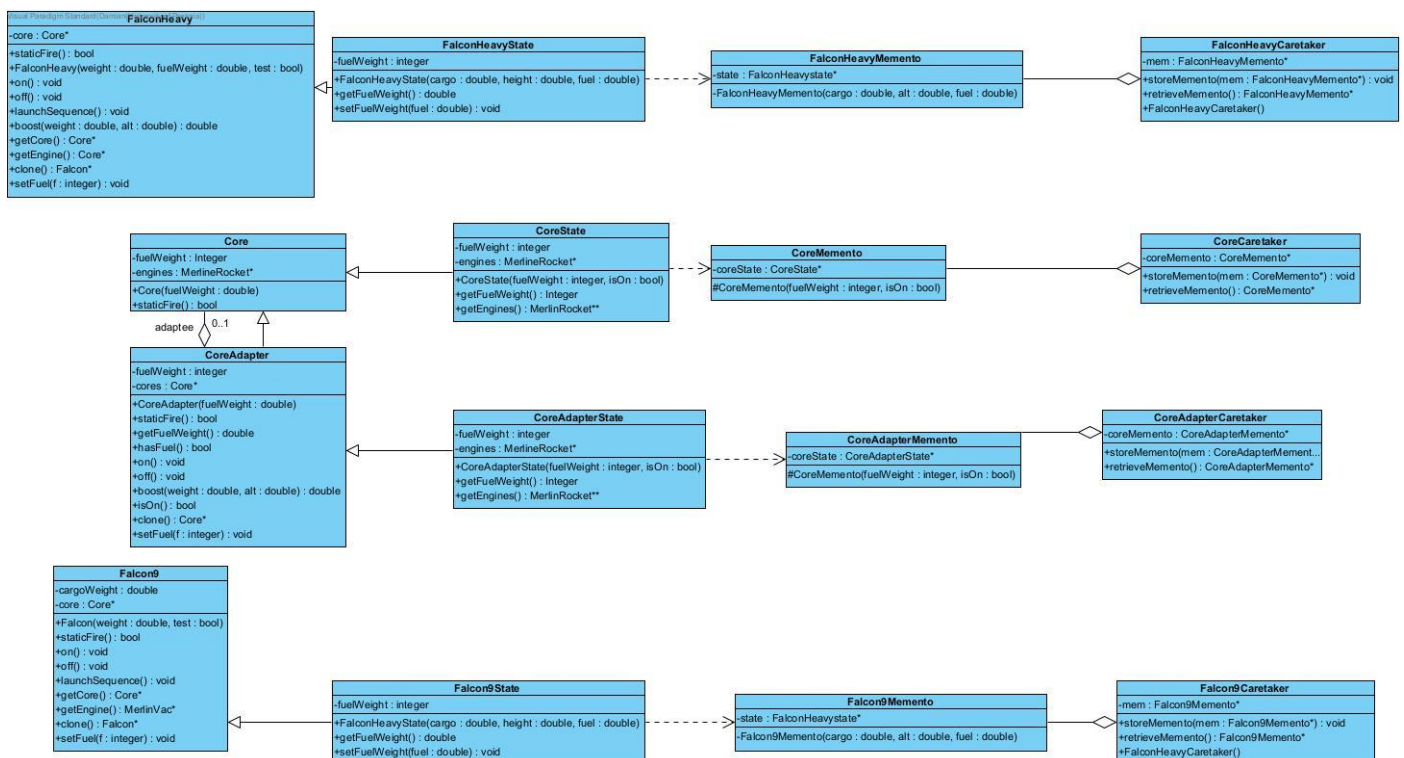 Visual Paradigm Standard
FalconHeavy
-core : Core*
+staticFire() : bool
+FalconHeavy(weight : double, fuelWeight : double, test : bool)
+on() : void
+off() : void
+launchSequence() : void
+boost(weight : double, alt : double) : double
+getCore() : Core*
+getEngine() : Core*
+clone() : Falcon*
+setFuel(f : integer) : void
FalconHeavyState
-fuelWeight : integer
+FalconHeavyState(cargo : double, height : double, fuel : double)
+getFuelWeight() : double
+setFuelWeight(fuel : double) : void
FalconHeavyMemento
-state : FalconHeavystate*
-FalconHeavyMemento(cargo : double, alt : double, fuel : double)
FalconHeavyCaretaker
-mem : FalconHeavyMemento*
+storeMemento(mem : FalconHeavyMemento*) : void
+retrieveMemento() : FalconHeavyMemento*
+FalconHeavyCaretaker()
Core
-fuelWeight : Integer
-engines : MerlineRocket*
+Core(fuelWeight : double)
+staticFire() : bool
adaptee
0..1
CoreState
-fuelWeight : integer
-engines : MerlineRocket*
+CoreState(fuelWeight : integer, isOn : bool)
+getFuelWeight() : Integer
+getEngines() : MerlinRocket**
CoreMemento
-coreState : CoreState*
#CoreMemento(fuelWeight : integer, isOn : bool)
CoreCaretaker
-coreMemento : CoreMemento*
+storeMemento(mem : CoreMemento*) : void
+retrieveMemento() : CoreMemento*
CoreAdapter
-fuelWeight : integer
-cores : Core*
+CoreAdapter(fuelWeight : double)
+staticFire() : bool
+getFuelWeight() : double
+hasFuel() : bool
+on() : void
+off() : void
+boost(weight : double, alt : double) : double
+isOn() : bool
+clone() : Core*
+setFuel(f : integer) : void
CoreAdapterState
-fuelWeight : integer
-engines : MerlineRocket*
+CoreAdapterState(fuelWeight : integer, isOn : bool)
+getFuelWeight() : Integer
+getEngines() : MerlinRocket**
CoreAdapterMemento
-coreState : CoreAdapterState*
#CoreMemento(fuelWeight : integer, isOn : bool)
CoreAdapterCaretaker
-coreMemento : CoreAdapterMemento*
+storeMemento(mem : CoreAdapterMement...
+retrieveMemento() : CoreAdapterMemento*
Falcon9
-cargoWeight : double
-core : Core*
+Falcon(weight : double, test : bool)
+staticFire() : bool
+on() : void
+off() : void
+launchSequence() : void
+getCore() : Core*
+getEngine() : MerlinVac*
+clone() : Falcon*
+setFuel(f : integer) : void
Falcon9State
-fuelWeight : integer
+FalconHeavyState(cargo : double, height : double, fuel : double)
+getFuelWeight() : double
+setFuelWeight(fuel : double) : void
Falcon9Memento
-state : FalconHeavystate*
-Falcon9Memento(cargo : double, alt : double, fuel : double)
Falcon9Caretaker
-mem : Falcon9Memento*
+storeMemento(mem : Falcon9Memento*) : void
+retrieveMemento() : Falcon9Memento*
+FalconHeavyCaretaker()